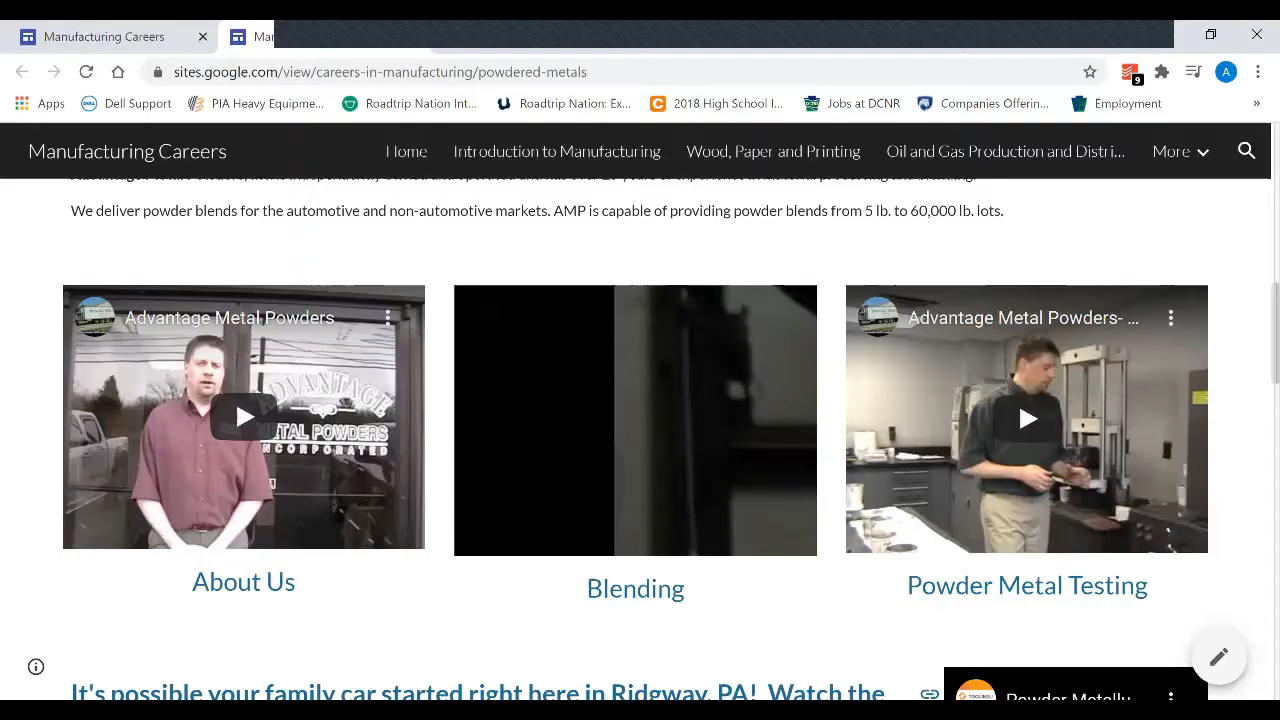 Manufacturing Careers
Mar
sites.google.com/view/careers-in-manufacturing/powdered-metals
9
A
Apps
Dell Support
PIA Heavy Equipme...
Roadtrip Nation Int...
Roadtrip Nation: Ex...
2018 High School I...
Jobs at DCNR
Companies Offerin...
Employment
»
Manufacturing Careers
Home
Introduction to Manufacturing
Wood, Paper and Printing
Oil and Gas Production and Distri...
More
We deliver powder blends for the automotive and non-automotive markets. AMP is capable of providing powder blends from 5 lb. to 60,000 lb. lots.
Advantage Metal Powders
ADVANTAGE
METAL POWDERS
INCORPORATED
Advantage Metal Powders- ...
About Us
Blending
Powder Metal Testing
It's possible your family car started right here in Ridgway, PA! Watch the
Powder Metallu